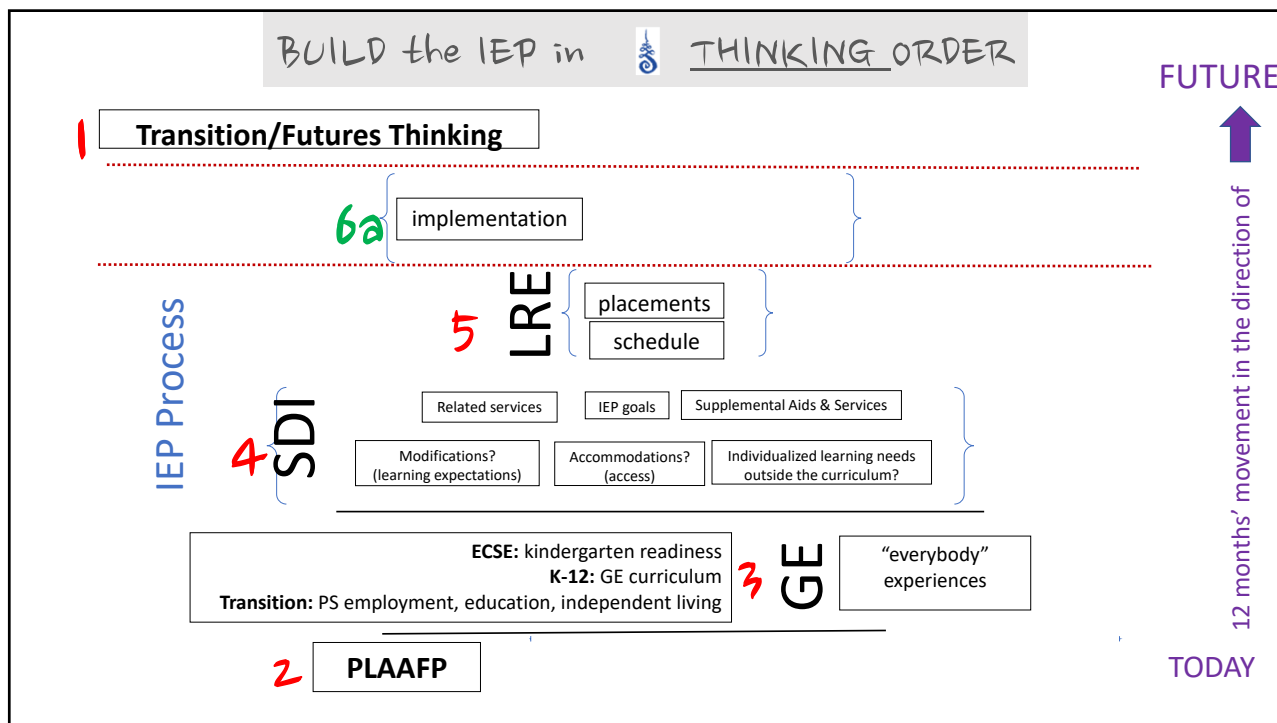 BUILD the IEP in THINKING ORDER
FUTURE
1
Transition/Futures Thinking
6a
implementation
12 months' movement in the direction of
IEP Process
5
LRE
placements
schedule
4
SDI
Related services
IEP goals
Supplemental Aids & Services
Modifications?
(learning expectations)
Accommodations?
(access)
Individualized learning needs
outside the curriculum?
ECSE: kindergarten readiness
K-12: GE curriculum
Transition: PS employment, education, independent living
3
GE
“everybody”
experiences
2
PLAAFP
TODAY